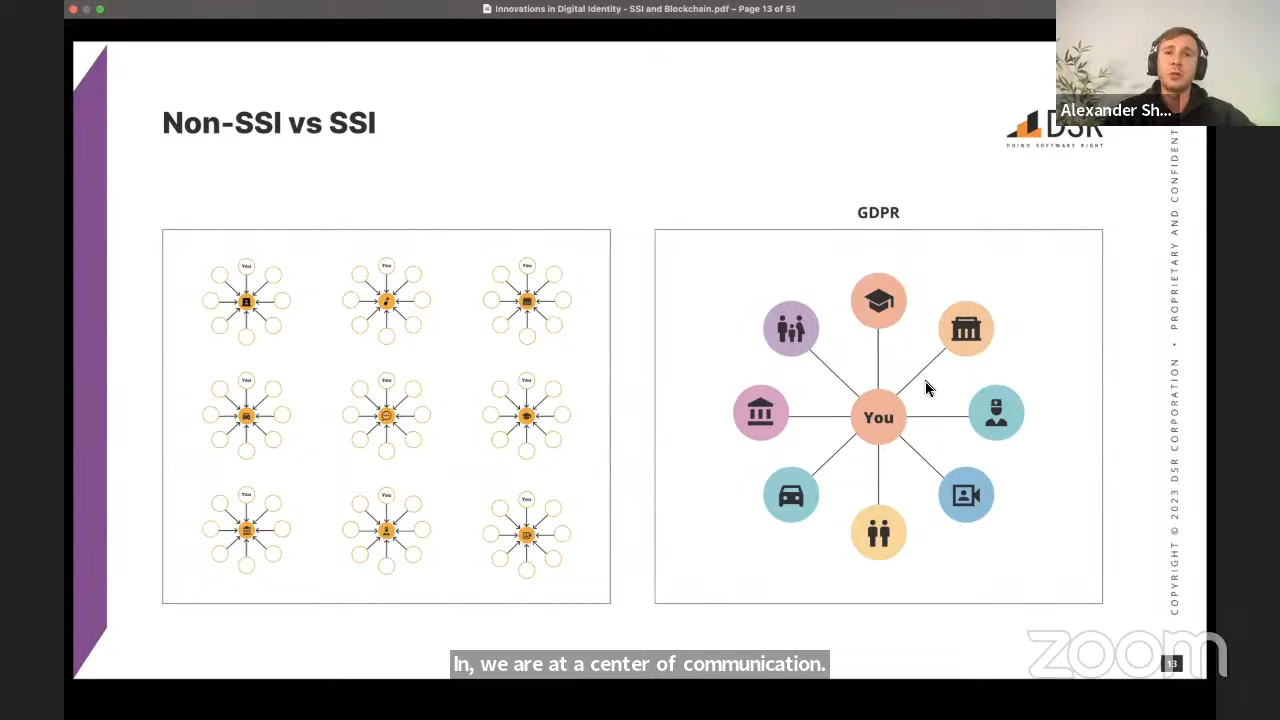 Innovations in Digital Identity - SSI and Blockchain.pdf – Page 13 of 51
Alexander Sh...
Non-SSI vs SSI
DSR
DOING SOFTWARE RIGHT
GDPR
You
You
You
You
You
You
You
You
You
You
COPYRIGHT © 2023 DSR CORPORATION • PROPRIETARY AND CONFIDENT
In, we are at a center of communication.
zoom
13